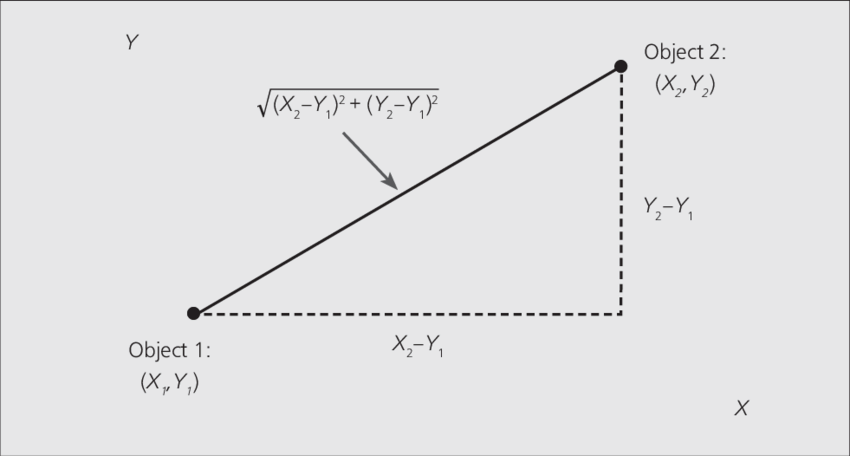 Y
Object 2:
(X₂,Y₂)
√(X₂–Y₁)² + (Y₂–Y₁)²
Y₂–Y₁
X₂–Y₁
Object 1:
(X₁,Y₁)
X